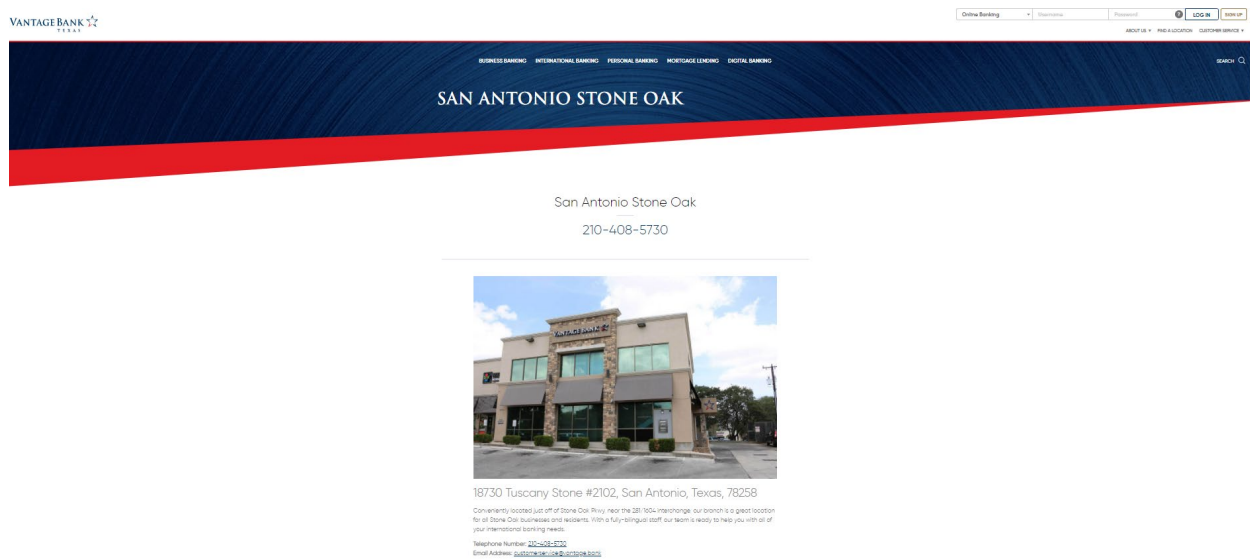 VANTAGE BANK
TEXAS
Online Banking
Username
Password
?
LOG IN
SIGN UP
ABOUT US
FIND A LOCATION
CUSTOMER SERVICE
BUSINESS BANKING
INTERNATIONAL BANKING
PERSONAL BANKING
MORTGAGE LENDING
DIGITAL BANKING
SEARCH
SAN ANTONIO STONE OAK
San Antonio Stone Oak
210-408-5730
VANTAGE BANK
18730 Tuscany Stone #2102, San Antonio, Texas, 78258
Conveniently located just off of Stone Oak Pkwy near the 281/1604 interchange, our branch is a great location
for all Stone Oak businesses and residents. With a fully-bilingual staff, our team is ready to help you with all of
your international banking needs.
Telephone Number: 210-408-5730
Email Address: customerservice@vantage.bank